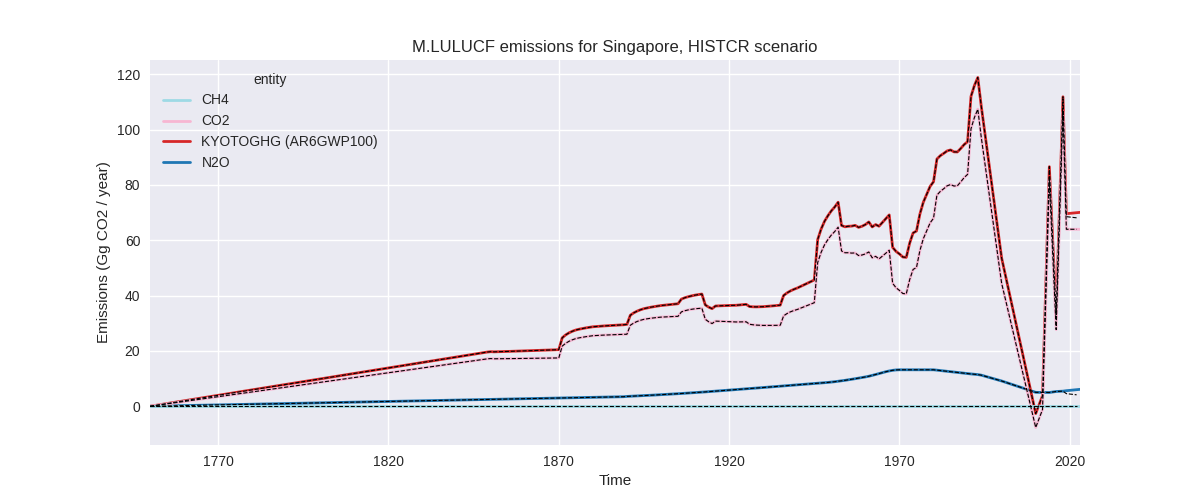 M.LULUCF emissions for Singapore, HISTCR scenario
entity
CH4
CO2
KYOTOGHG (AR6GWP100)
N2O
Emissions (Gg CO2 / year)
120
100
80
60
40
20
0
1770
1820
1870
1920
1970
2020
Time